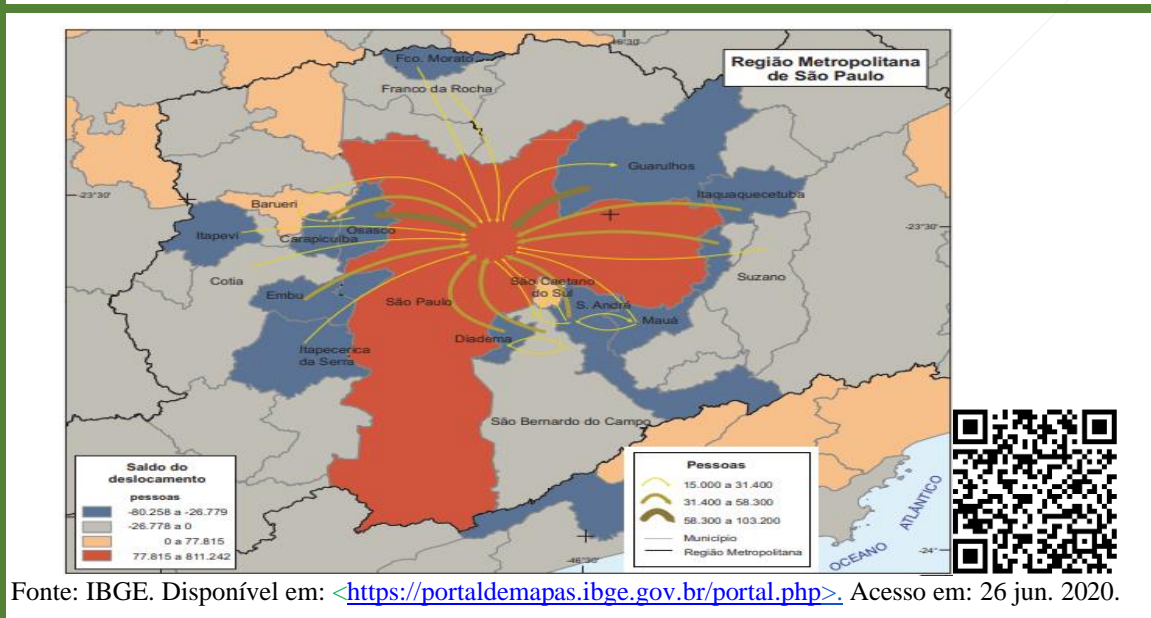 -47°
-46°30'
Fco. Morato
Região Metropolitana
de São Paulo
Franco da Rocha
Guarulhos
-23°30'
Itaquaquecetuba
Barueri
Itapevi
Carapicuíba
Osasco
-23°30'
Cotia
São Caetano
do Sul
Suzano
Embu
São Paulo
S. André
Mauá
Diadema
Itapecerica
da Serra
São Bernardo do Campo
Saldo do
deslocamento
pessoas
-80.258 a -26.779
-26.778 a 0
0 a 77.815
77.815 a 811.242
Pessoas
15.000 a 31.400
31.400 a 58.300
58.300 a 103.200
Município
Região Metropolitana
-46°30'
OCEANO ATLÂNTICO
-24°
Fonte: IBGE. Disponível em: <https://portaldemapas.ibge.gov.br/portal.php>. Acesso em: 26 jun. 2020.